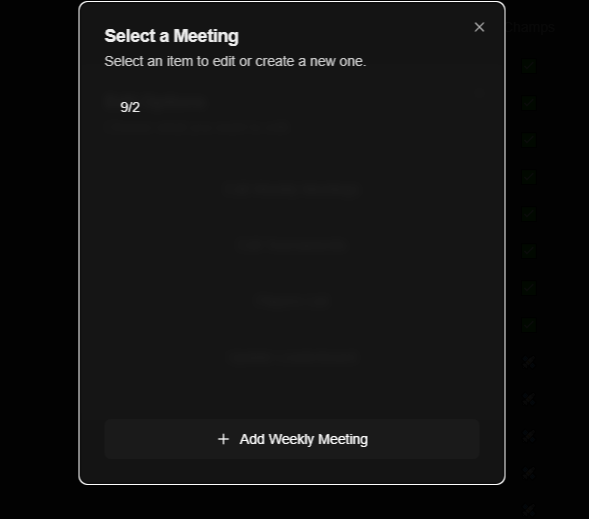 Select a Meeting
Select an item to edit or create a new one.
9/2
Add Weekly Meeting